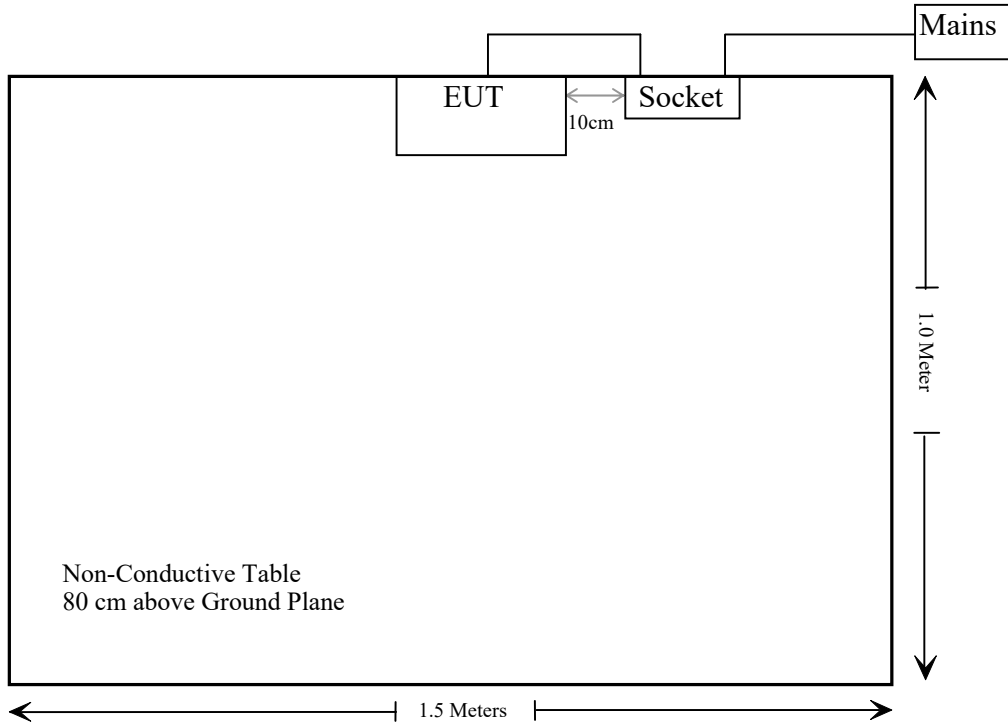 Mains
EUT
Socket
10cm
1.0 Meter
Non-Conductive Table
80 cm above Ground Plane
1.5 Meters